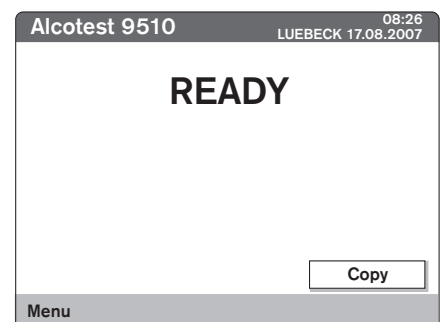 Alcotest 9510
08:26
LUEBECK 17.08.2007
READY
Copy
Menu